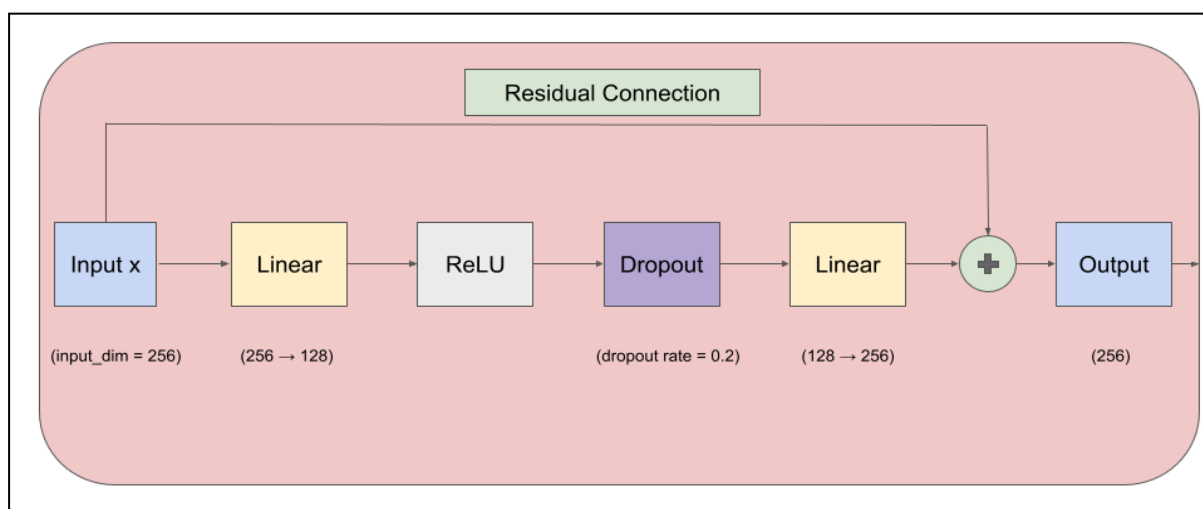 Residual Connection
Input x
Linear
ReLU
Dropout
Linear
Output
(input_dim = 256)
(256 → 128)
(dropout rate = 0.2)
(128 → 256)
(256)